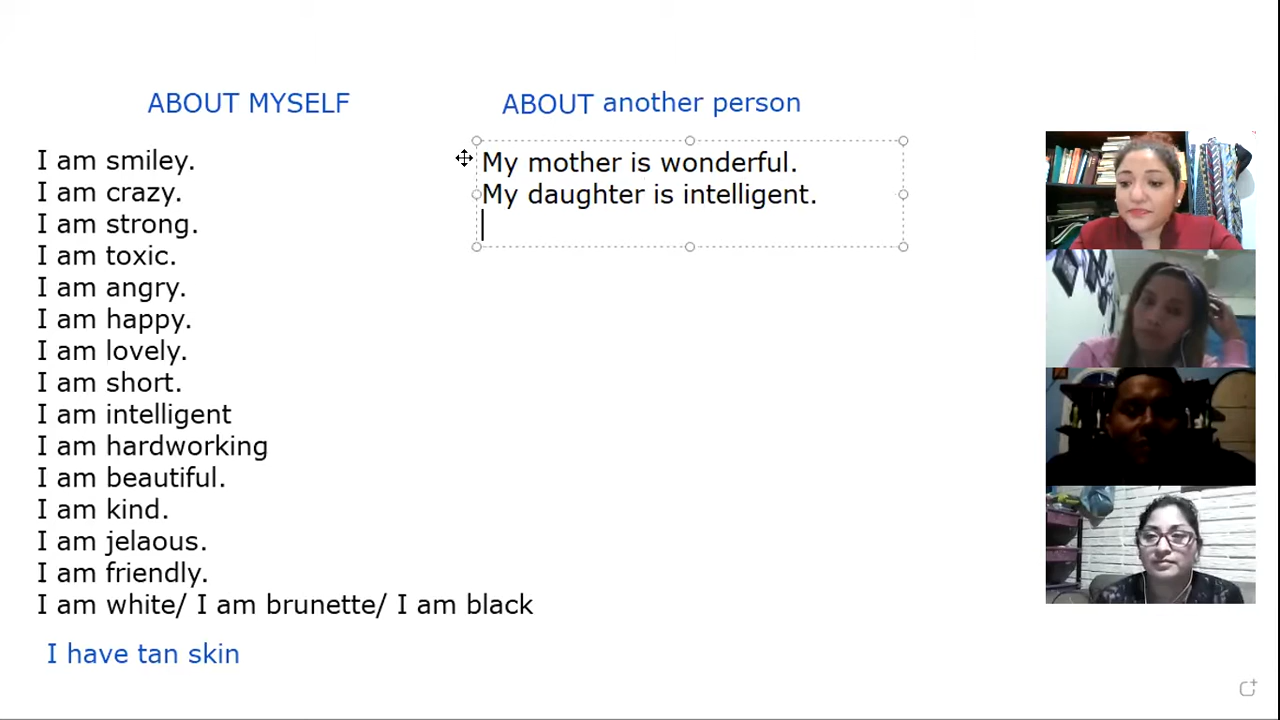 ABOUT MYSELF
I am smiley.
I am crazy.
I am strong.
I am toxic.
I am angry.
I am happy.
I am lovely.
I am short.
I am intelligent
I am hardworking
I am beautiful.
I am kind.
I am jelaous.
I am friendly.
I am white/ I am brunette/ I am black
I have tan skin
ABOUT another person
My mother is wonderful.
My daughter is intelligent.